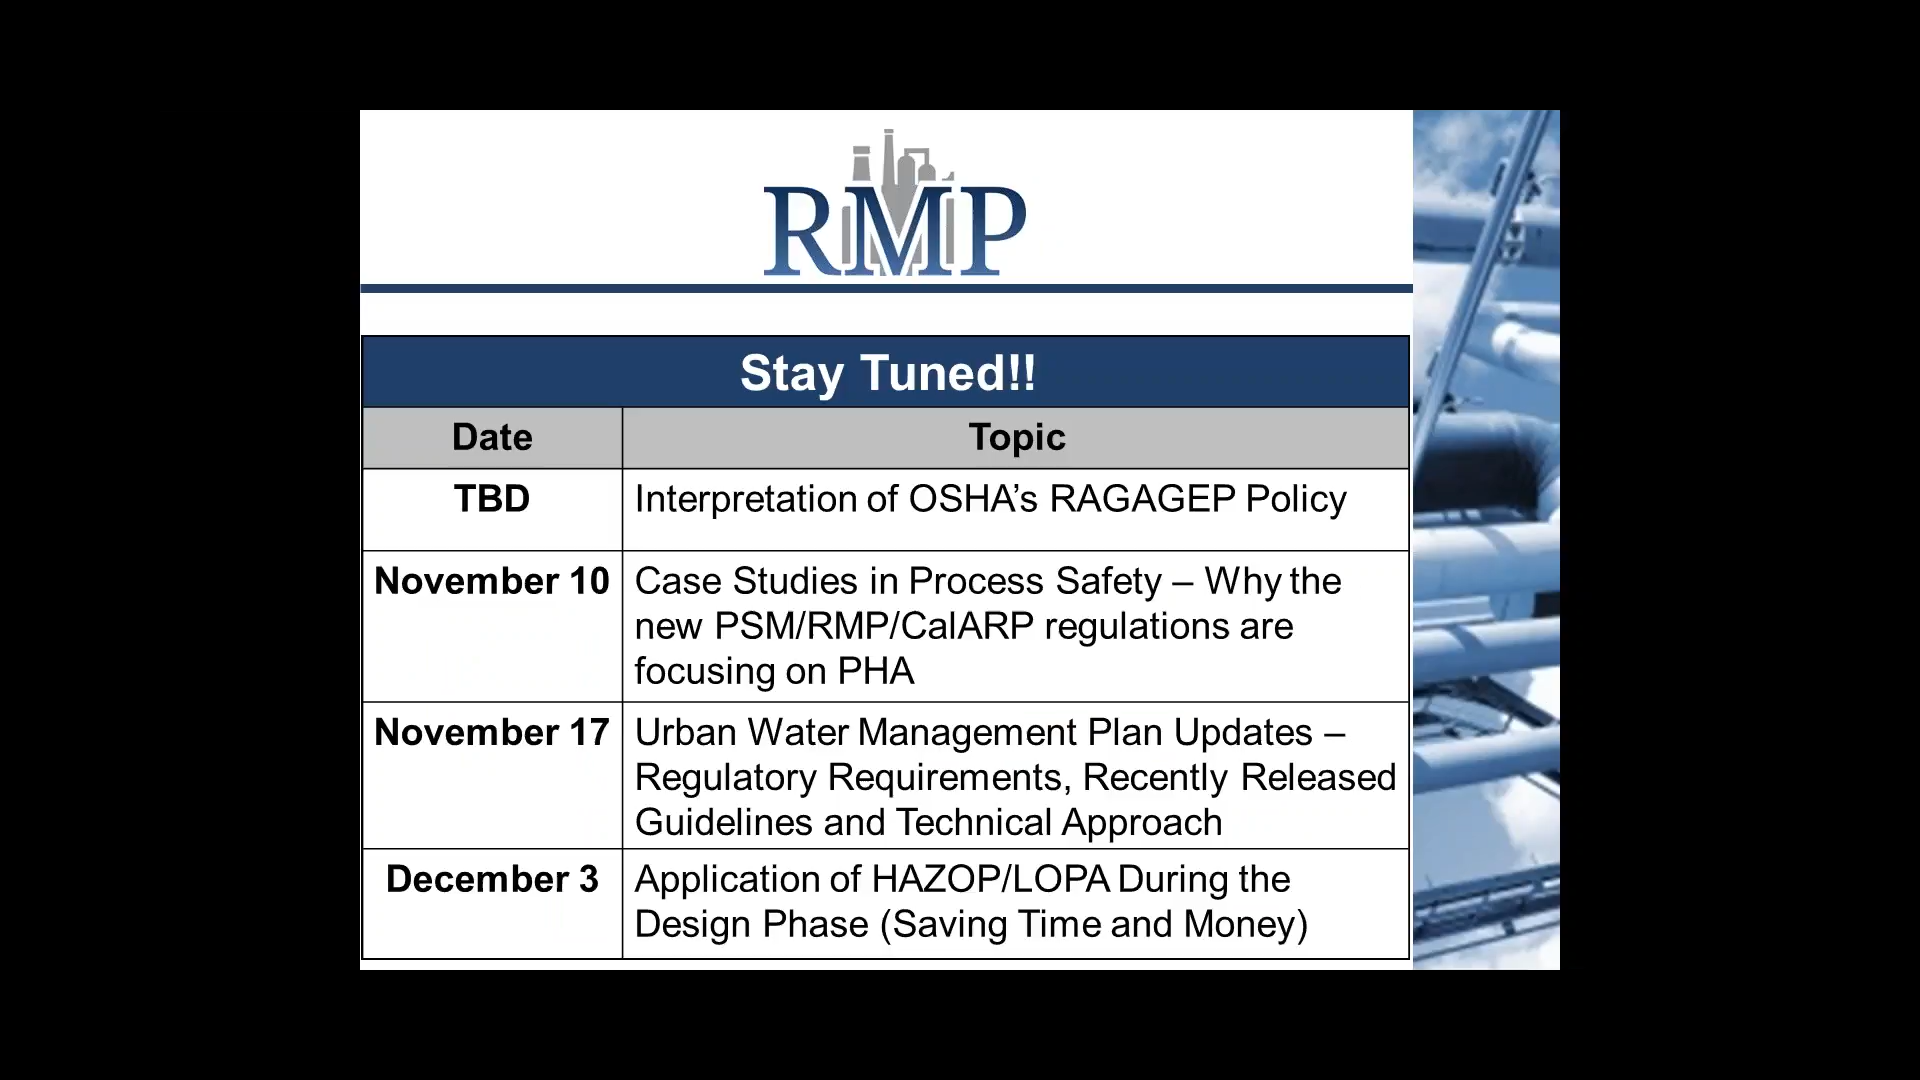 RMP
Stay Tuned!!
Date
Topic
TBD
Interpretation of OSHA’s RAGAGEP Policy
November 10
Case Studies in Process Safety – Why the
new PSM/RMP/CalARP regulations are
focusing on PHA
November 17
Urban Water Management Plan Updates –
Regulatory Requirements, Recently Released
Guidelines and Technical Approach
December 3
Application of HAZOP/LOPA During the
Design Phase (Saving Time and Money)